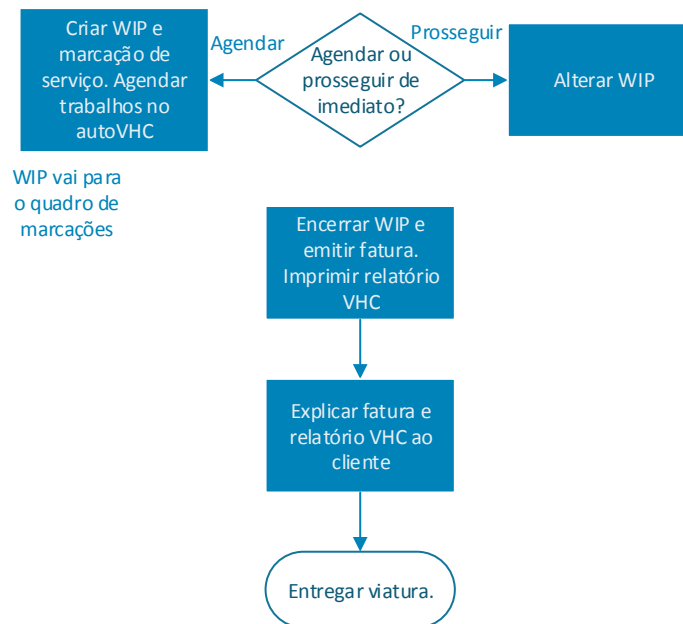 Criar WIP e
marcação de
serviço. Agendar
trabalhos no
autoVHC
Agendar
Agendar ou
prosseguir de
imediato?
Prosseguir
Alterar WIP
WIP vai para
o quadro de
marcações
Encerrar WIP e
emitir fatura.
Imprimir relatório
VHC
Explicar fatura e
relatório VHC ao
cliente
Entregar viatura.